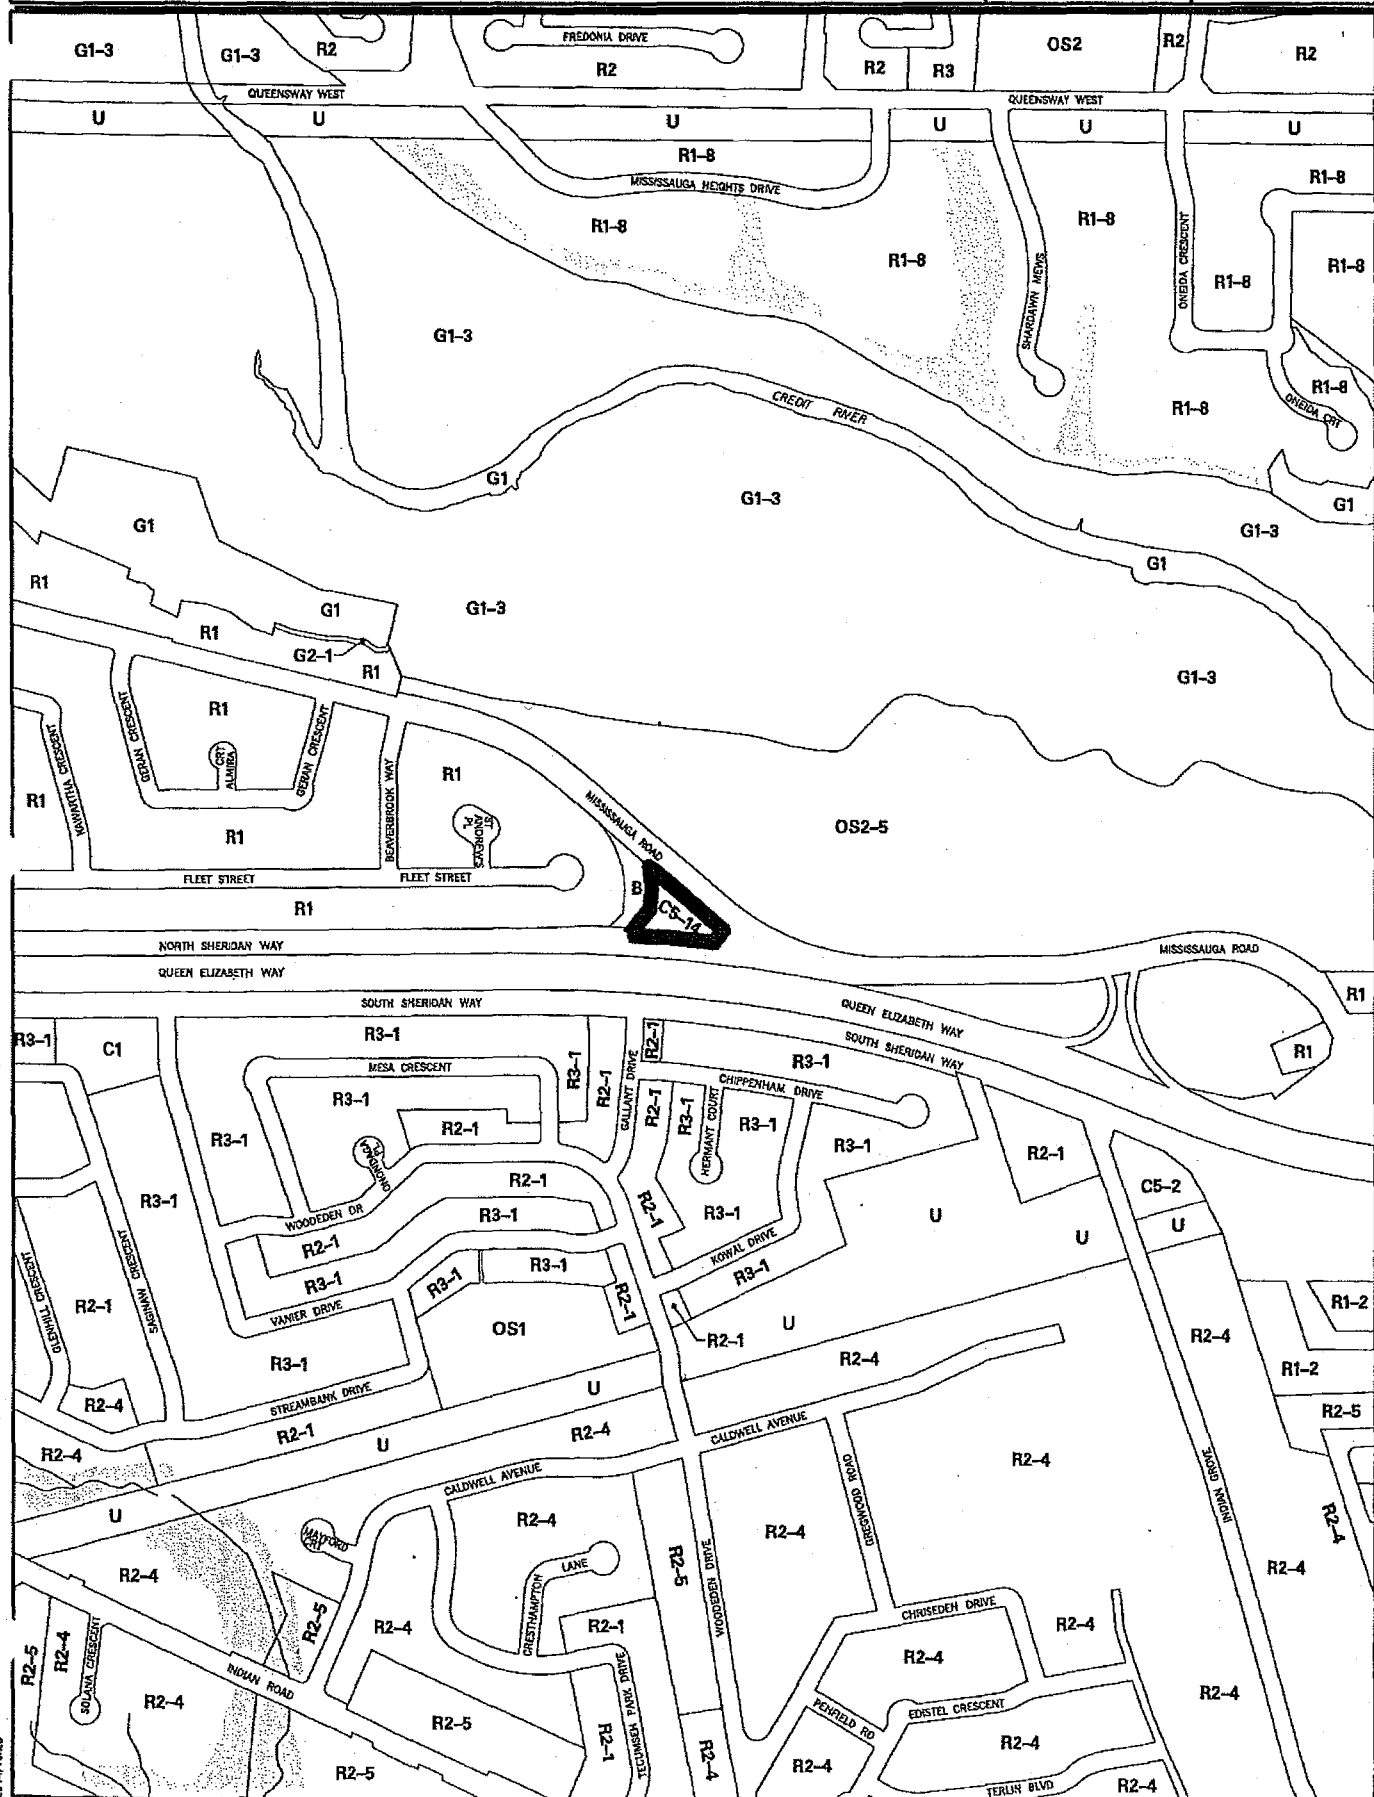 FREDONIA DRIVE
G1-3
G1-3
R2
R2
R2
R3
OS2
R2
R2
QUEENSWAY WEST
QUEENSWAY WEST
U
U
U
U
U
U
R1-8
MISSISSAUGA HEIGHTS DRIVE
R1-8
R1-8
R1-8
R1-8
R1-8
R1-8
SHARDAWN MEWS
ONEIDA CRESCENT
G1-3
R1-8
R1-8
ONEIDA CRT
CREDIT RIVER
G1
G1-3
G1
G1
G1-3
G1
R1
G1
G1-3
R1
G2-1
R1
G1-3
GERAN CRESCENT
R1
GERAN CRESCENT
KAWARTHA CRESCENT
CRT
ALMIRA
BEAVERBROOK WAY
R1
R1
ST
ANDREWS
PL
MISSISSAUGA ROAD
OS2-5
R1
FLEET STREET
FLEET STREET
B
C5-14
R1
NORTH SHERIDAN WAY
MISSISSAUGA ROAD
QUEEN ELIZABETH WAY
SOUTH SHERIDAN WAY
QUEEN ELIZABETH WAY
SOUTH SHERIDAN WAY
R1
R1
R3-1
C1
R3-1
MESA CRESCENT
R3-1
R2-1
GALLANT DRIVE
R2-1
R3-1
CHIPPENHAM DRIVE
R3-1
R2-1
R3-1
HERMANT COURT
R3-1
R3-1
R2-1
R3-1
ONONDAGA
PL
R2-1
C5-2
R3-1
R2-1
R2-1
R3-1
U
U
U
WOODEDEN DR
R3-1
R2-1
KOWAL DRIVE
R3-1
R3-1
R3-1
R3-1
R2-1
GLENHILL CRESCENT
R2-1
SAGINAW CRESCENT
VANIER DRIVE
OS1
R2-1
U
R2-4
R1-2
R1-2
R3-1
R2-4
STREAMBANK DRIVE
U
R2-4
R2-5
R2-1
R2-4
CALDWELL AVENUE
R2-4
U
CALDWELL AVENUE
GREGWOOD ROAD
R2-4
INDIAN GROVE
U
MAYFORD
CRT
R2-4
R2-4
R2-4
R2-4
LANE
CRESTHAMPTON
R2-5
WOODEDEN DRIVE
R2-4
R2-5
R2-4
SOLANA CRESCENT
R2-5
R2-4
R2-1
CHRISEDEN DRIVE
R2-4
R2-4
INDIAN ROAD
R2-4
R2-5
R2-1
TECUMSEH PARK DRIVE
R2-4
PENFIELD RD
EDISTEL CRESCENT
R2-4
R2-4
R2-4
R2-5
TERLIN BLVD
R2-4